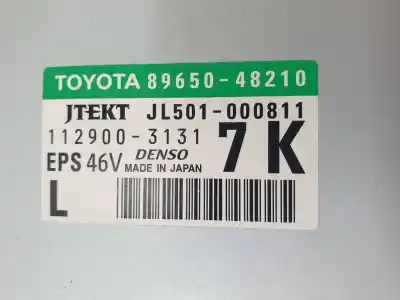 TOYOTA 89650-48210
JTEKT JL501-000811
112900-3131 7K
EPS 46V DENSO
MADE IN JAPAN
L